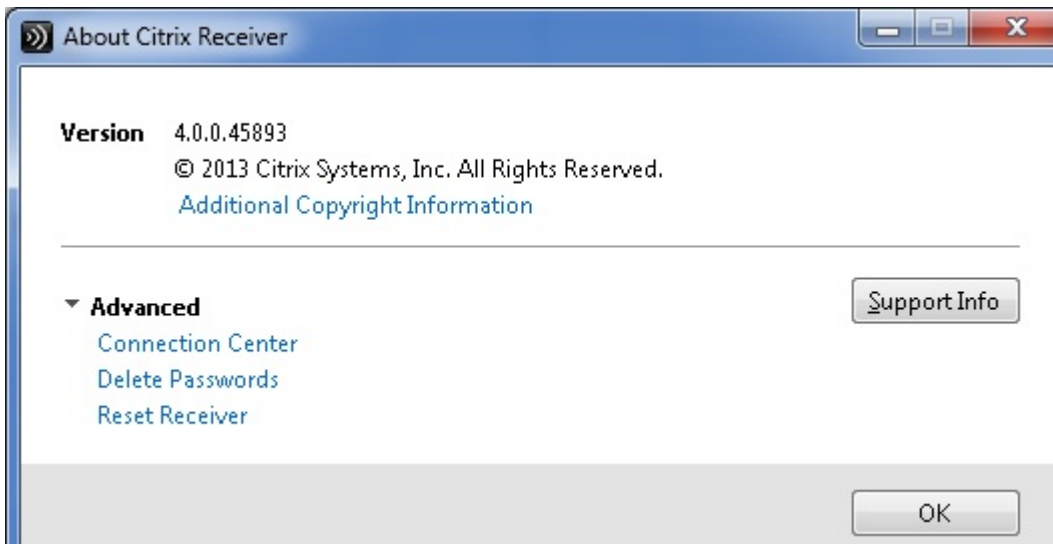 About Citrix Receiver
Version 4.0.0.45893
© 2013 Citrix Systems, Inc. All Rights Reserved.
Additional Copyright Information
Advanced
Support Info
Connection Center
Delete Passwords
Reset Receiver
OK